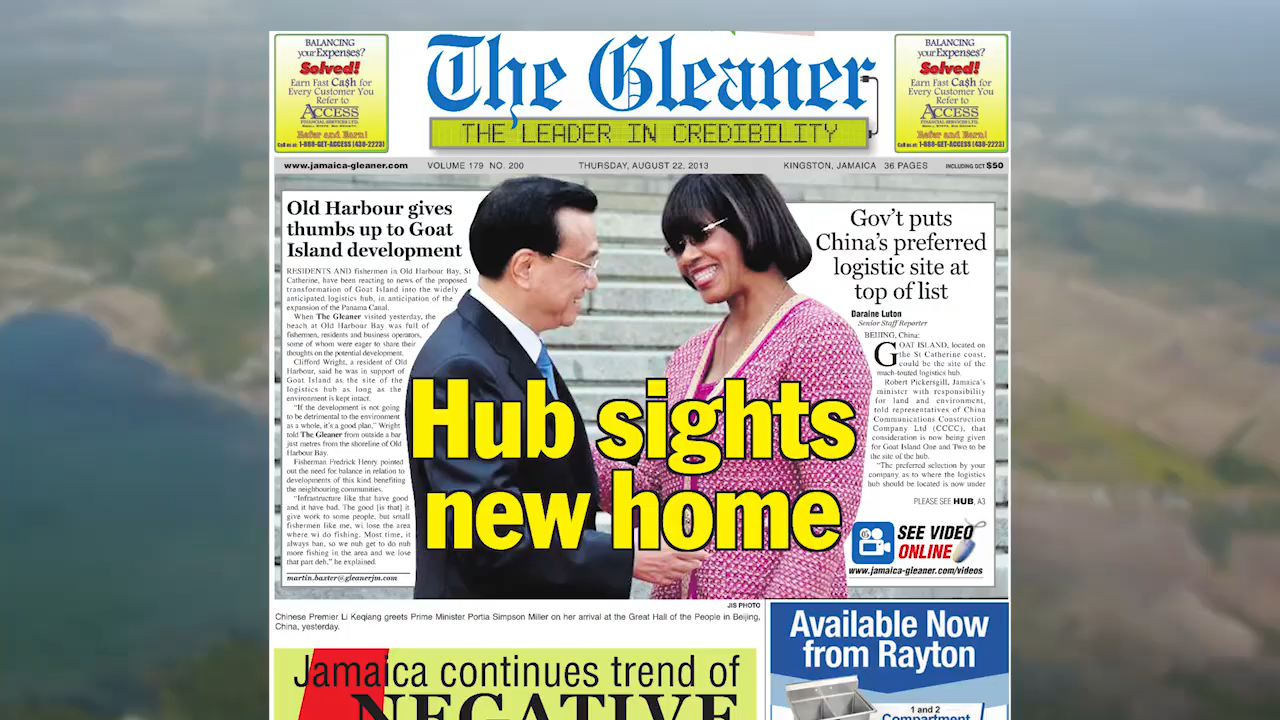 BALANCING
your Expen$es?
Solved!
Earn Fast Ca$h for
Every Customer You
Refer to
ACCESS
FINANCIAL SERVICES LTD.
Refer and Earn!
Call us at: 1-888-GET-ACCESS (438-2223)
The Gleaner
THE LEADER IN CREDIBILITY
BALANCING
your Expen$es?
Solved!
Earn Fast Ca$h for
Every Customer You
Refer to
ACCESS
FINANCIAL SERVICES LTD.
Refer and Earn!
Call us at: 1-888-GET-ACCESS (438-2223)
www.jamaica-gleaner.com VOLUME 179 NO. 200 THURSDAY, AUGUST 22, 2013 KINGSTON, JAMAICA 36 PAGES INCLUDING GCT $50
Old Harbour gives
thumbs up to Goat
Island development
RESIDENTS AND fishermen in Old Harbour Bay, St
Catherine, have been reacting to news of the proposed
transformation of Goat Island into the widely
anticipated logistics hub, in anticipation of the
expansion of the Panama Canal.
When The Gleaner visited yesterday, the
beach at Old Harbour Bay was full of
fishermen, residents and business operators,
some of whom were eager to share their
thoughts on the potential development.
Clifford Wright, a resident of Old
Harbour, said he was in support of
Goat Island as the site of the
logistics hub as long as the
environment is kept intact.
"If the development is not going
to be detrimental to the environment
as a whole, it's a good plan," Wright
told The Gleaner from outside a bar
just metres from the shoreline of Old
Harbour Bay.
Fisherman Fredrick Henry pointed
out the need for balance in relation to
developments of this kind benefiting
the neighbouring communities.
"Infrastructure like that have good
and it have bad. The good [is that] it
give work to some people, but small
fishermen like me, wi lose the area
where wi do fishing. Most time, it
always ban, so we nuh get to do nuh
more fishing in the area and we lose
that part deh," he explained.
martin.baxter@gleanerjm.com
Hub sights
new home
Gov't puts
China's preferred
logistic site at
top of list
Daraine Luton
Senior Staff Reporter
BEIJING, China:
GOAT ISLAND, located on
the St Catherine coast,
could be the site of the
much-touted logistics hub.
Robert Pickersgill, Jamaica's
minister with responsibility
for land and environment,
told representatives of China
Communications Construction
Company Ltd (CCCC), that
consideration is now being given
for Goat Island One and Two to be
the site of the hub.
"The preferred selection by your
company as to where the logistics
hub should be located is now under
PLEASE SEE HUB, A3
SEE VIDEO
ONLINE
www.jamaica-gleaner.com/videos
JIS PHOTO
Chinese Premier Li Keqiang greets Prime Minister Portia Simpson Miller on her arrival at the Great Hall of the People in Beijing,
China, yesterday.
Jamaica continues trend of
NEGATIVE
Available Now
from Rayton
1 and 2
Compartment